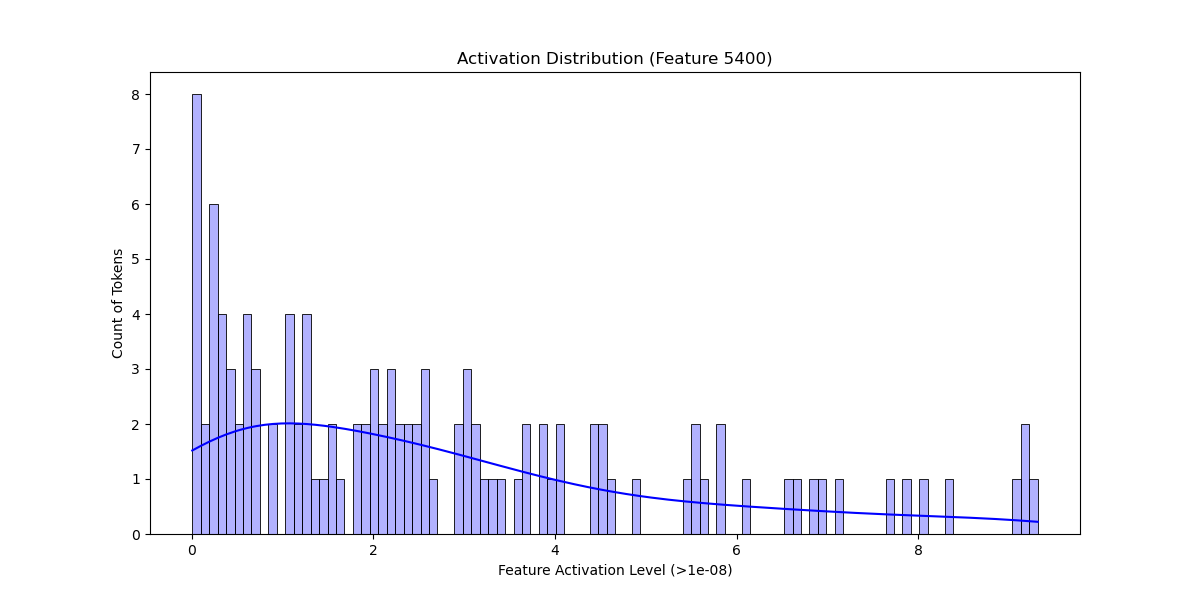 Activation Distribution (Feature 5400)
Count of Tokens
8
7
6
5
4
3
2
1
0
0 2 4 6 8
Feature Activation Level (>1e-08)